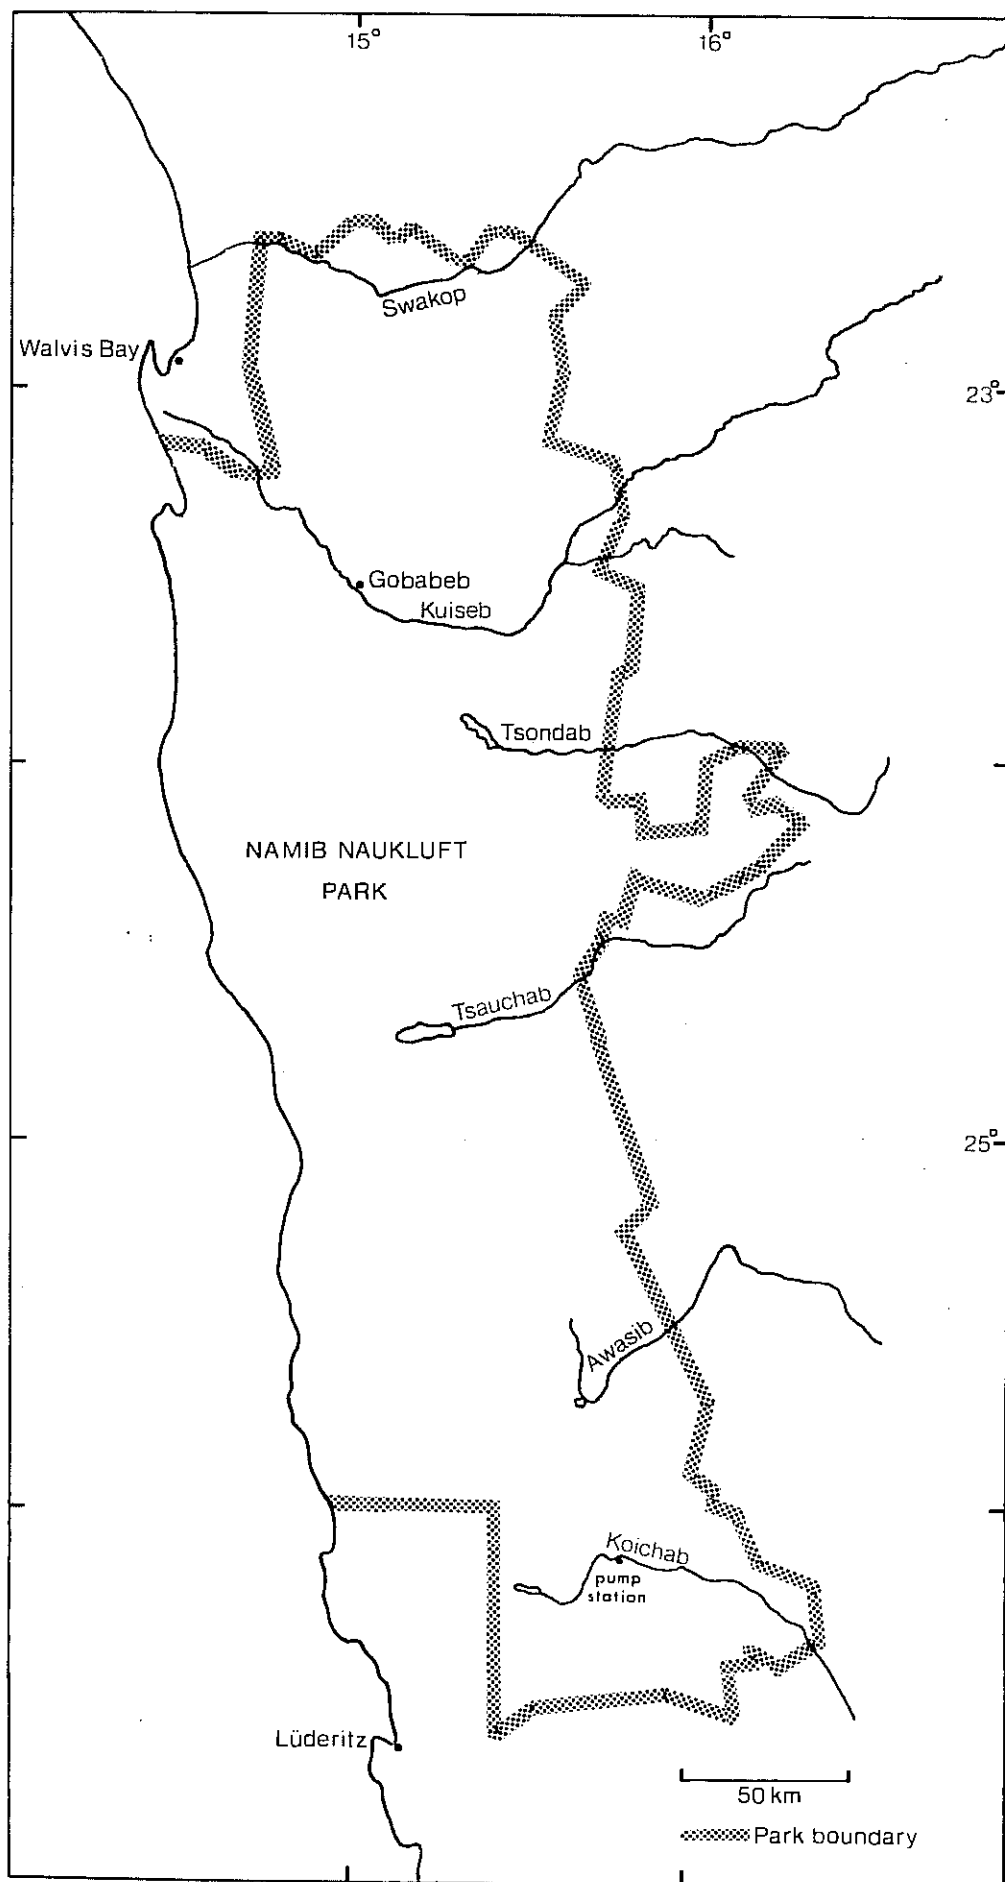 15°
16°
Swakop
Walvis Bay
23°
Gobabeb
Kuiseb
Tsondab
NAMIB NAUKLUFT
PARK
Tsauchab
25°
Awasib
Koichab
pump
station
Lüderitz
50 km
Park boundary